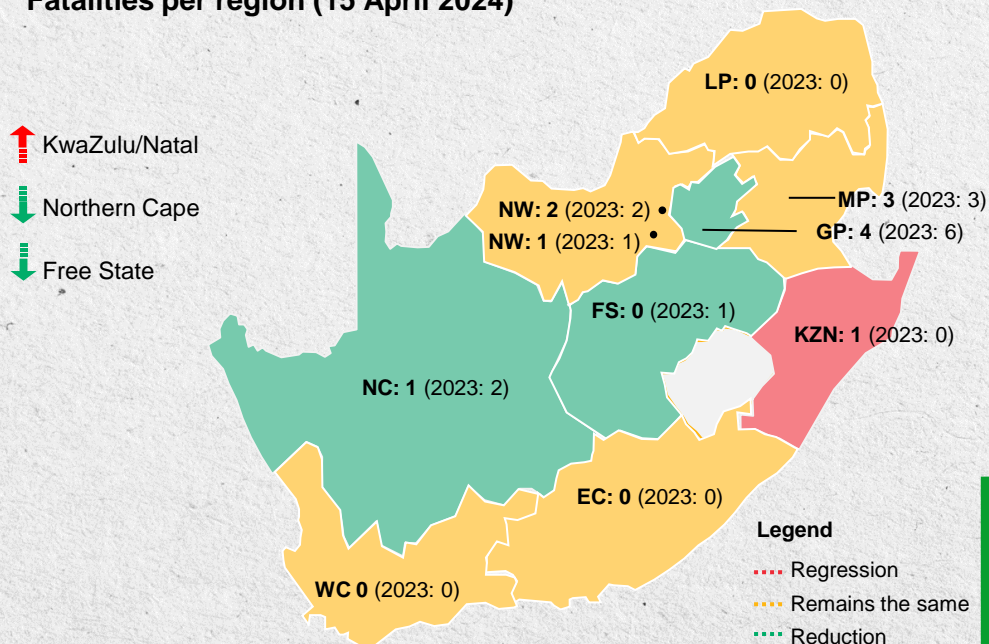 Fatalities per region (15 April 2024)
LP: 0 (2023: 0)
KwaZulu/Natal
Northern Cape
Free State
NW: 2 (2023: 2)
NW: 1 (2023: 1)
MP: 3 (2023: 3)
GP: 4 (2023: 6)
FS: 0 (2023: 1)
KZN: 1 (2023: 0)
NC: 1 (2023: 2)
EC: 0 (2023: 0)
WC 0 (2023: 0)
Legend
Regression
Remains the same
Reduction